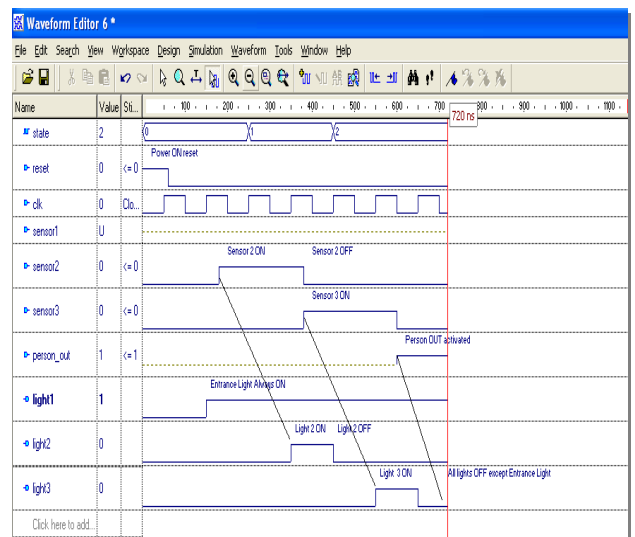 Waveform Editor 6 *
File Edit Search View Workspace Design Simulation Waveform Tools Window Help
Name Value Sti... 100 200 300 400 500 600 700 800 900 1000 1100
720 ns
state 2 0 1 2
Power ON reset
reset 0 <= 0
clk 0 Clo...
sensor1 U
Sensor 2 ON Sensor 2 OFF
sensor2 0 <= 0
Sensor 3 ON
sensor3 0 <= 0
Person OUT activated
person_out 1 <= 1
Entrance Light Always ON
light1 1
Light 2 ON Light 2 OFF
light2 0
Light 3 ON All lights OFF except Entrance Light
light3 0
Click here to add...